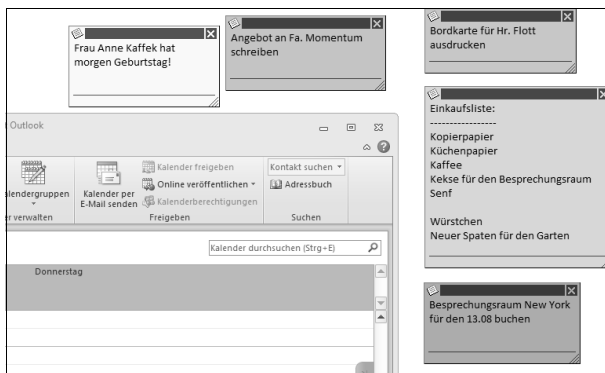 Frau Anne Kaffek hat
morgen Geburtstag!
Angebot an Fa. Momentum
schreiben
Bordkarte für Hr. Flott
ausdrucken
Einkaufsliste:
-----------------
Kopierpapier
Küchenpapier
Kaffee
Kekse für den Besprechungsraum
Senf
Würstchen
Neuer Spaten für den Garten
Besprechungsraum New York
für den 13.08 buchen
Outlook
alendergruppen
Kalender per
E-Mail senden
Kalender freigeben
Online veröffentlichen
Kalenderberechtigungen
Kontakt suchen
Adressbuch
er verwalten
Freigeben
Suchen
Kalender durchsuchen (Strg+E)
Donnerstag